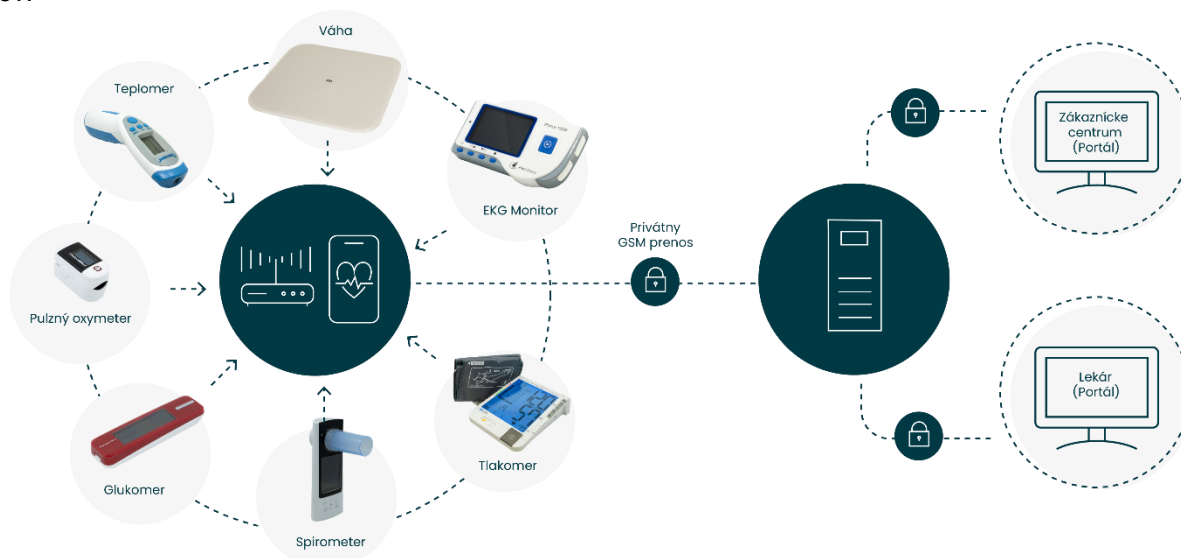 Váha
Teplomer
EKG Monitor
Pulzný oxymeter
Glukomer
Spirometer
Tlakomer
Privátny
GSM prenos
Zákaznícke
centrum
(Portál)
Lekár
(Portál)